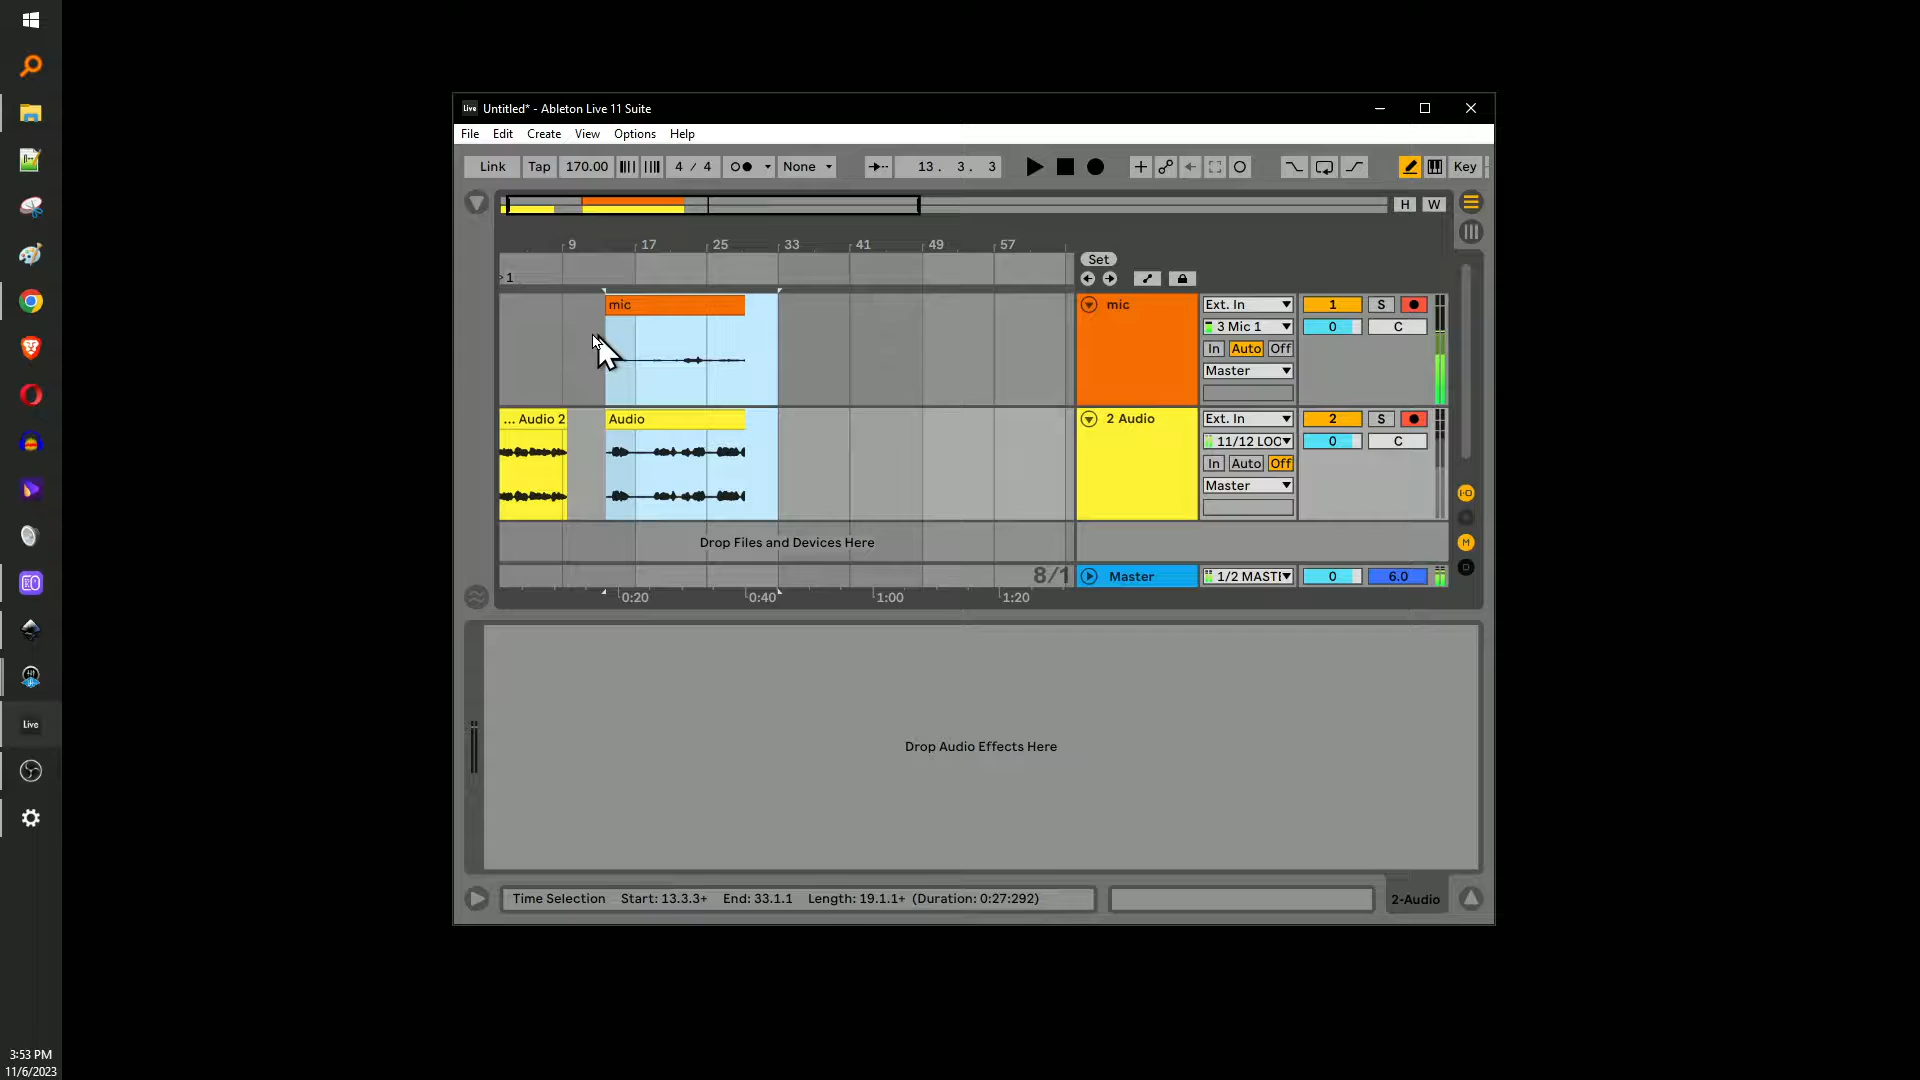 Live Untitled* - Ableton Live 11 Suite
File Edit Create View Options Help
Link Tap 170.00 4 / 4 None 13. 3. 3 Key
H W
9 17 25 33 41 49 57
Set
1
mic
mic Ext. In 1 S
3 Mic 1 0 C
In Auto Off
Master
... Audio 2 Audio
2 Audio Ext. In 2 S
11/12 LOC 0 C
In Auto Off
Master
Drop Files and Devices Here
8/1 Master 1/2 MASTE 0 6.0
0:20 0:40 1:00 1:20
I·O
M
D
Live
Drop Audio Effects Here
Time Selection Start: 13.3.3+ End: 33.1.1 Length: 19.1.1+ (Duration: 0:27:292)
2-Audio
3:53 PM
11/6/2023